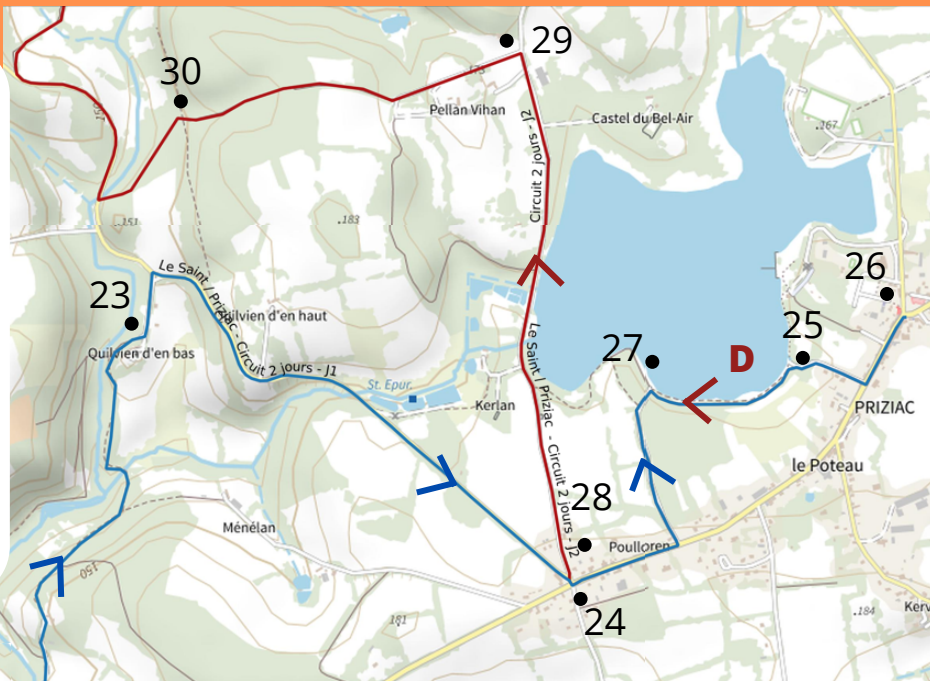 29
30
173
Pellan Vihan
Castel du Bel-Air
.167
Circuit 2 jours - J2
.151
.183
Le Saint / Priziac - Circuit 2 jours - J1
26
23
Quilvien d'en haut
25
Quilvien d'en bas
27
D
St. Epur.
Kerlan
PRIZIAC
Le Saint / Priziac - Circuit 2 jours - J2
le Poteau
28
Ménélan
Poulloren
150
24
181
.184
Kerv